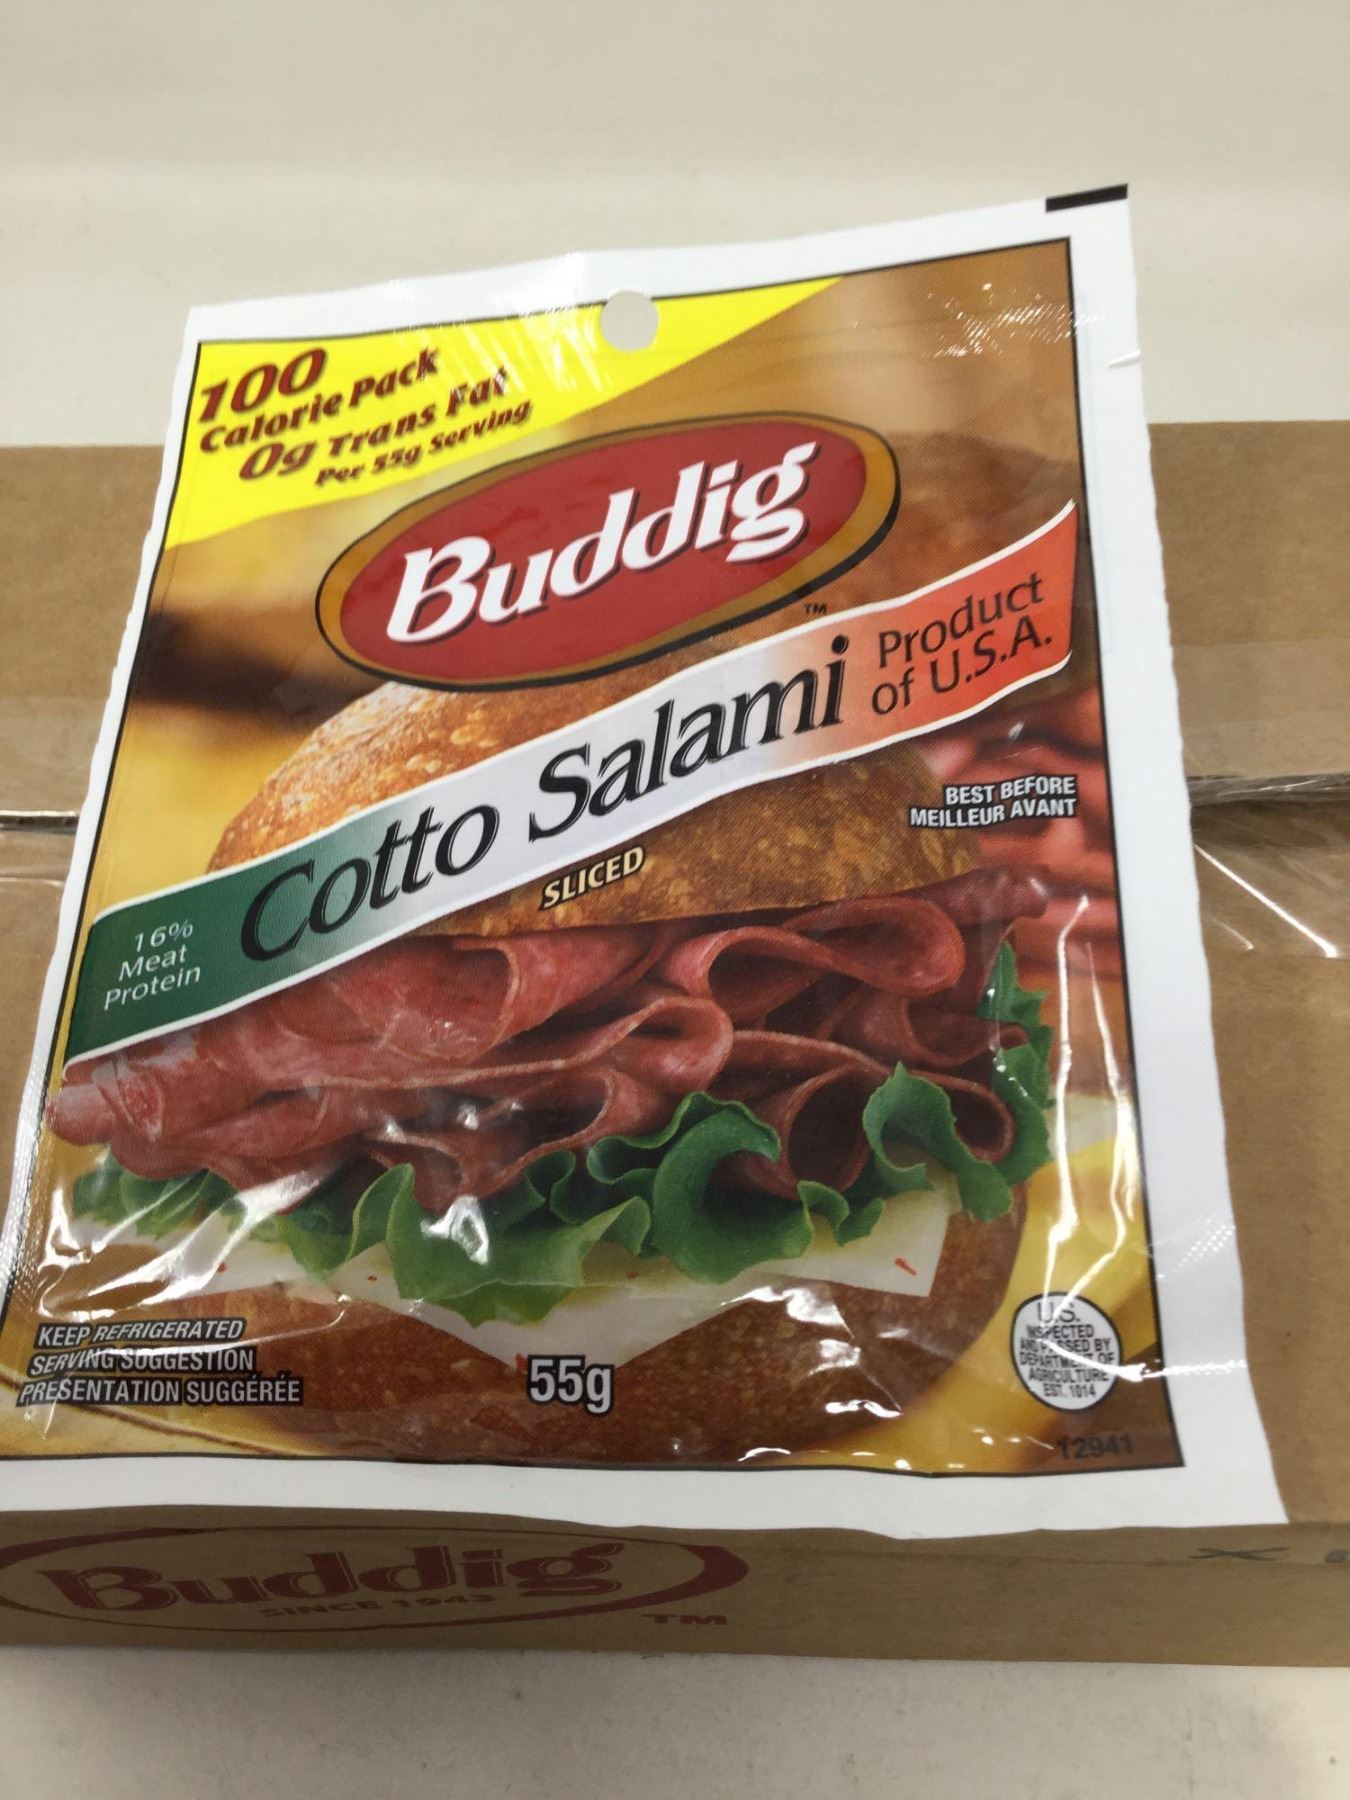 100
Calorie Pack
0g Trans Fat
Per 55g Serving
Buddig
TM
Product
of U.S.A.
Cotto Salami
16%
Meat
Protein
SLICED
BEST BEFORE
MEILLEUR AVANT
KEEP REFRIGERATED
SERVING SUGGESTION
PRÉSENTATION SUGGÉRÉE
55g
U.S.
INSPECTED
AND PASSED BY
DEPARTMENT OF
AGRICULTURE
EST. 1014
12941
Buddig
SINCE 1943
TM